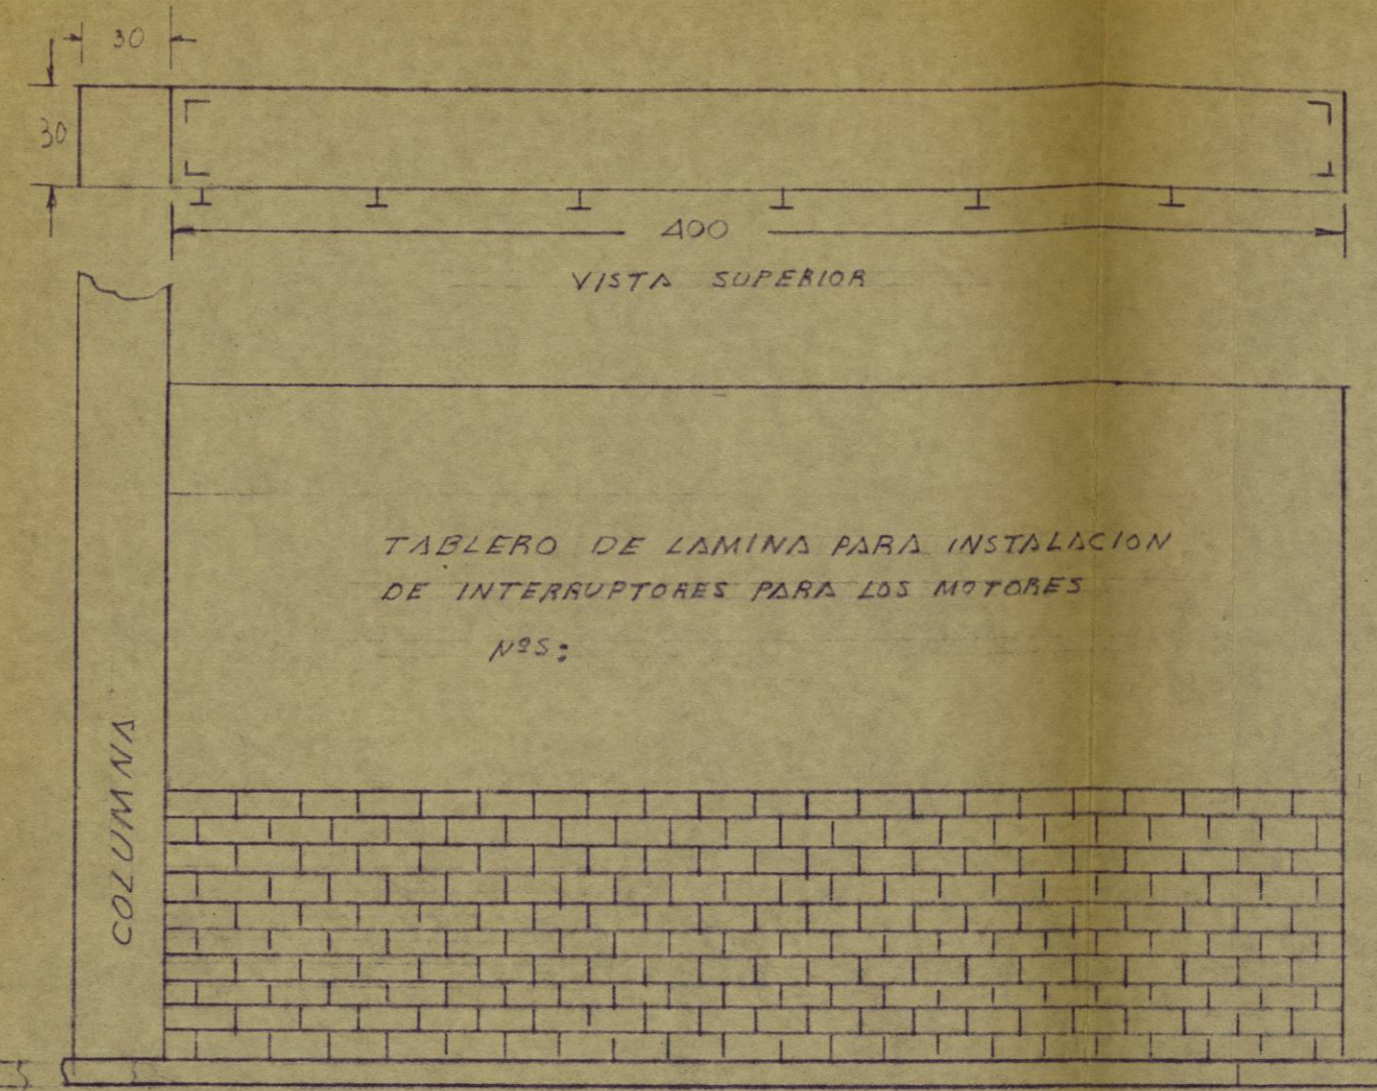 30
30
400
VISTA SUPERIOR
TABLERO DE LAMINA PARA INSTALACION
DE INTERRUPTORES PARA LOS MOTORES
NºS:
COLUMNA